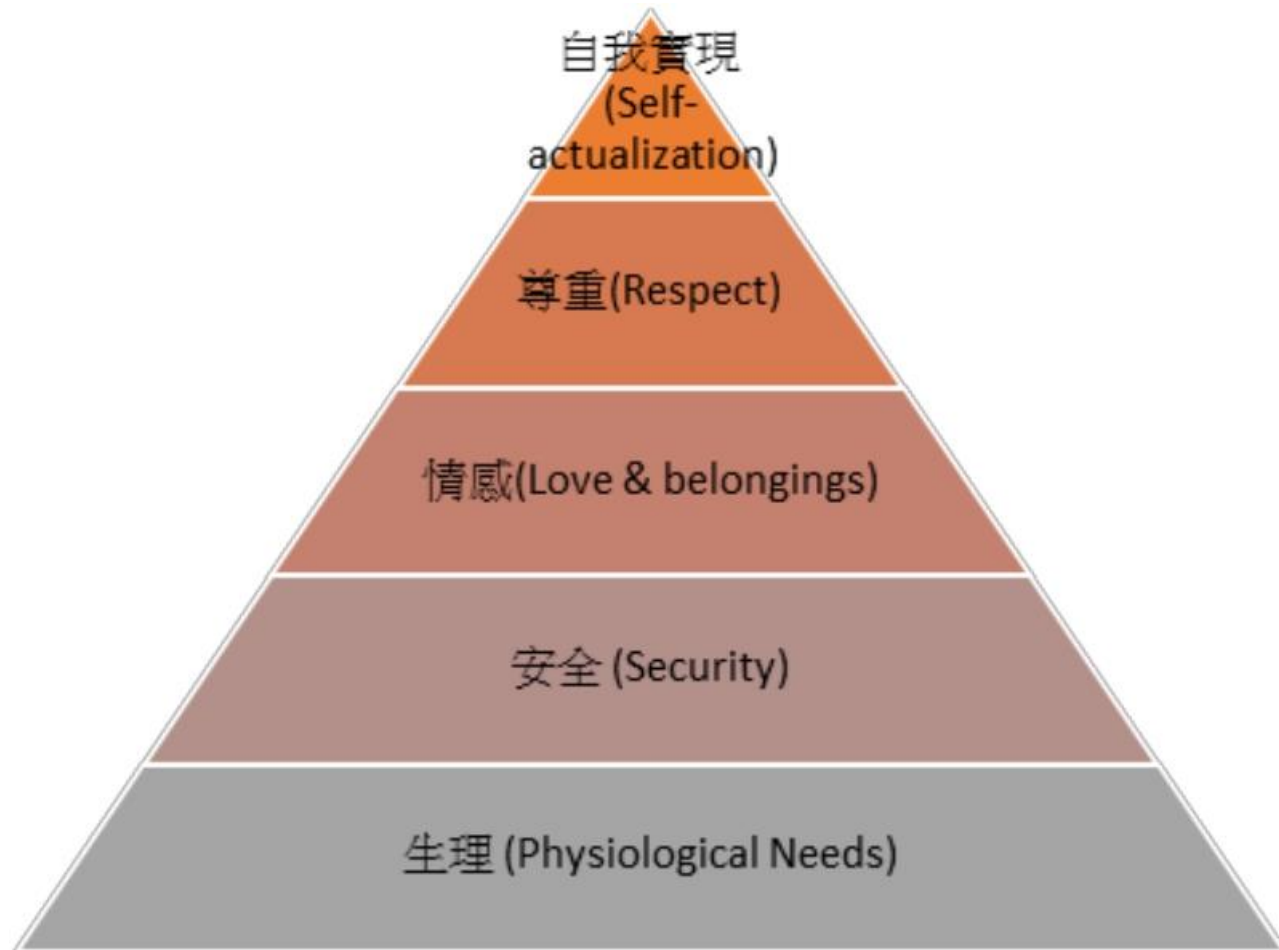 自我實現
(Self-
actualization)
尊重(Respect)
情感(Love & belongings)
安全 (Security)
生理 (Physiological Needs)